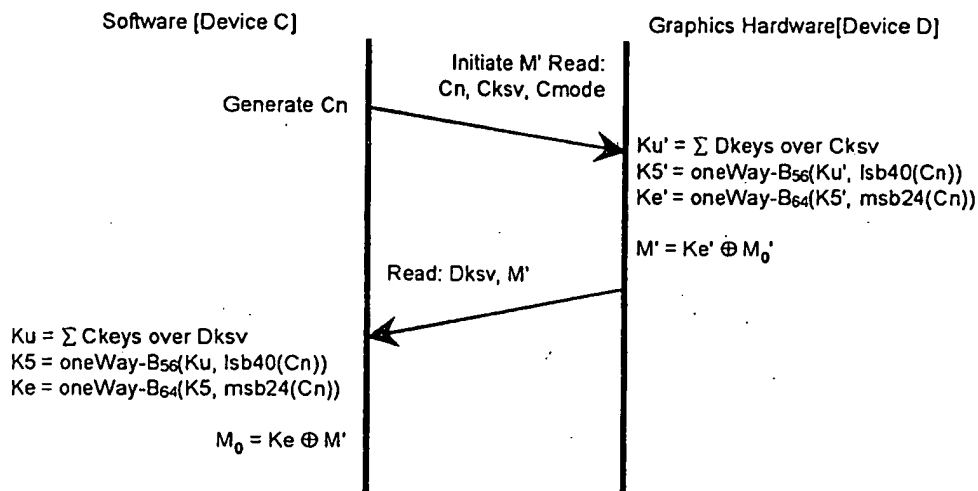 Software [Device C]
Graphics Hardware[Device D]
Initiate M' Read:
Cn, Cksv, Cmode
Generate Cn
Ku' = ∑ Dkeys over Cksv
K5' = oneWay-B56(Ku', lsb40(Cn))
Ke' = oneWay-B64(K5', msb24(Cn))
M' = Ke' ⊕ M0'
Read: Dksv, M'
Ku = ∑ Ckeys over Dksv
K5 = oneWay-B56(Ku, lsb40(Cn))
Ke = oneWay-B64(K5, msb24(Cn))
M0 = Ke ⊕ M'